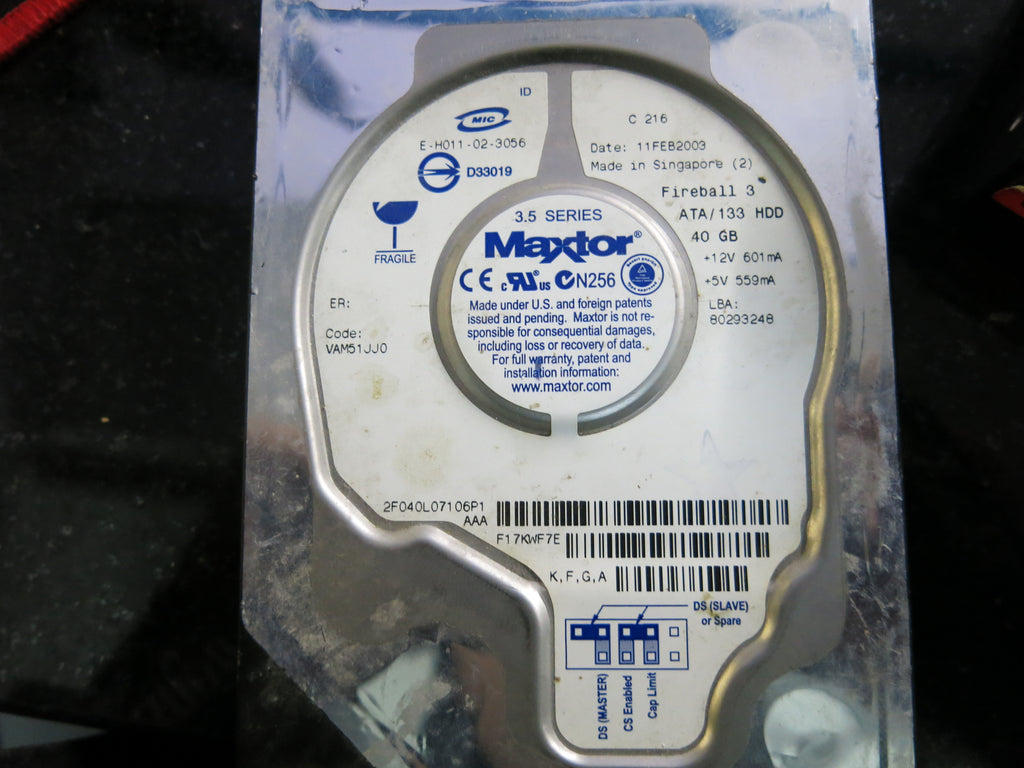 ID
MIC
E-H011-02-3056
D33019
FRAGILE
ER:
Code:
VAM51JJ0
C 216
Date: 11FEB2003
Made in Singapore (2)
Fireball 3
ATA/133 HDD
40 GB
+12V 601mA
+5V 559mA
LBA:
80293248
3.5 SERIES
Maxtor®
CE c RU® us N256
Made under U.S. and foreign patents
issued and pending. Maxtor is not re-
sponsible for consequential damages,
including loss or recovery of data.
For full warranty, patent and
installation information:
www.maxtor.com
2F040L07106P1
AAA
F17KWF7E
K,F,G,A
DS (SLAVE)
or Spare
DS (MASTER)
CS Enabled
Cap Limit